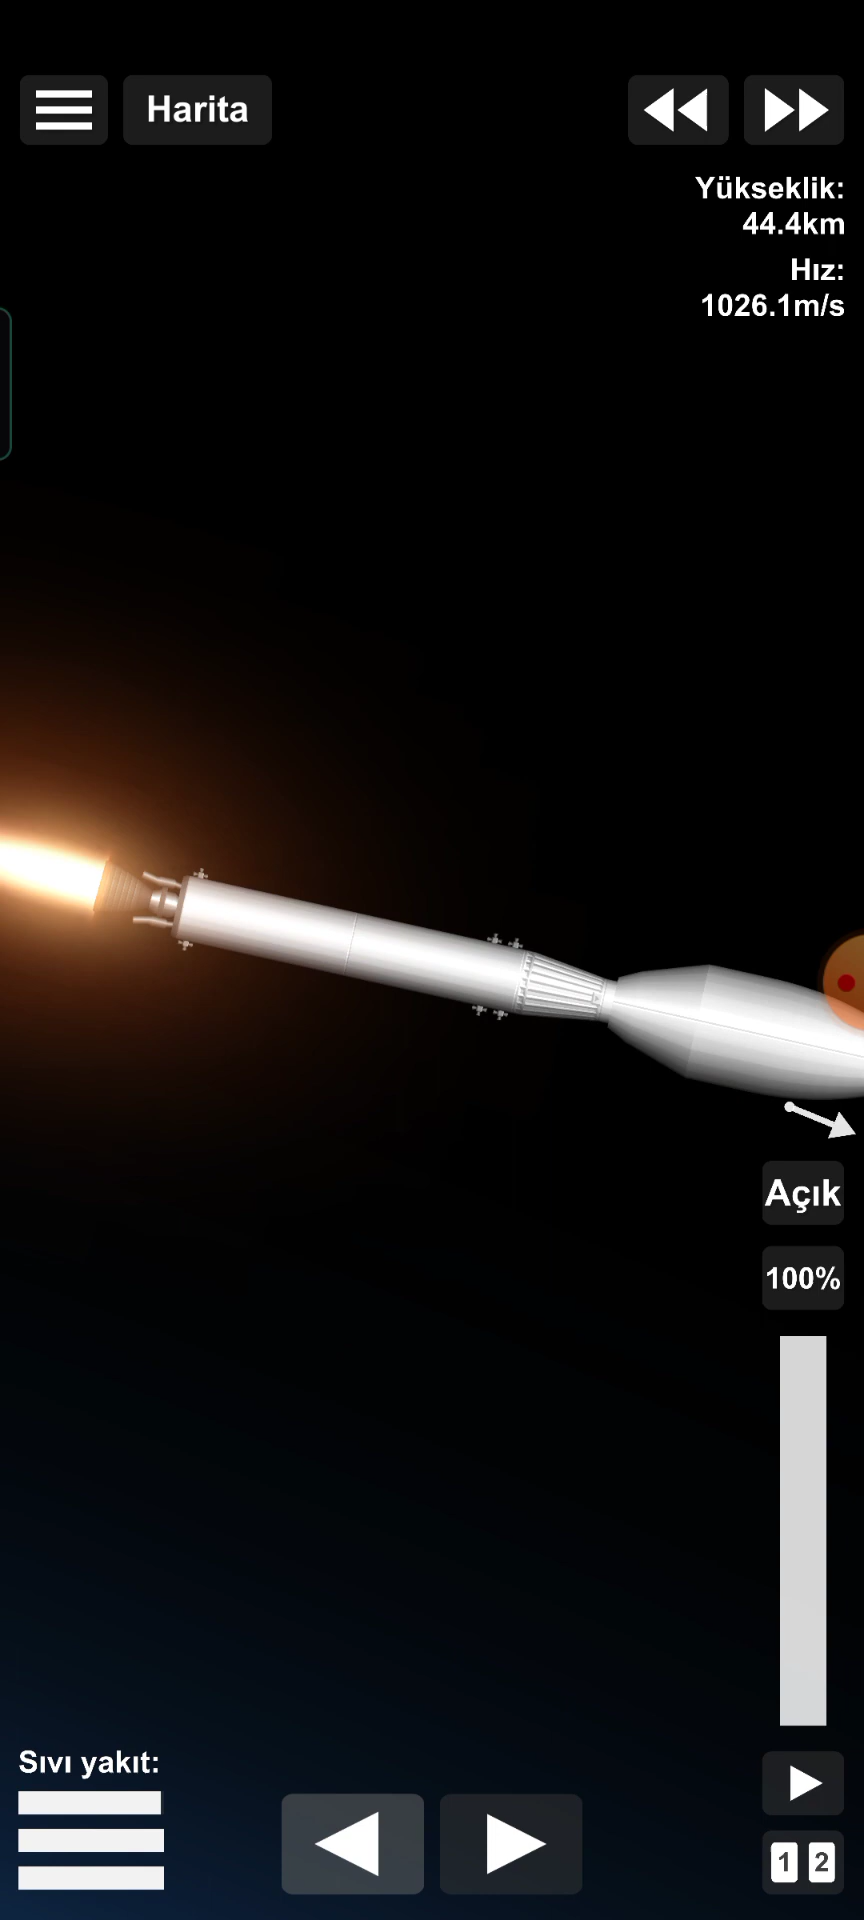 Harita
Yükseklik:
44.4km
Hız:
1026.1m/s
Açık
100%
Sıvı yakıt:
1 2